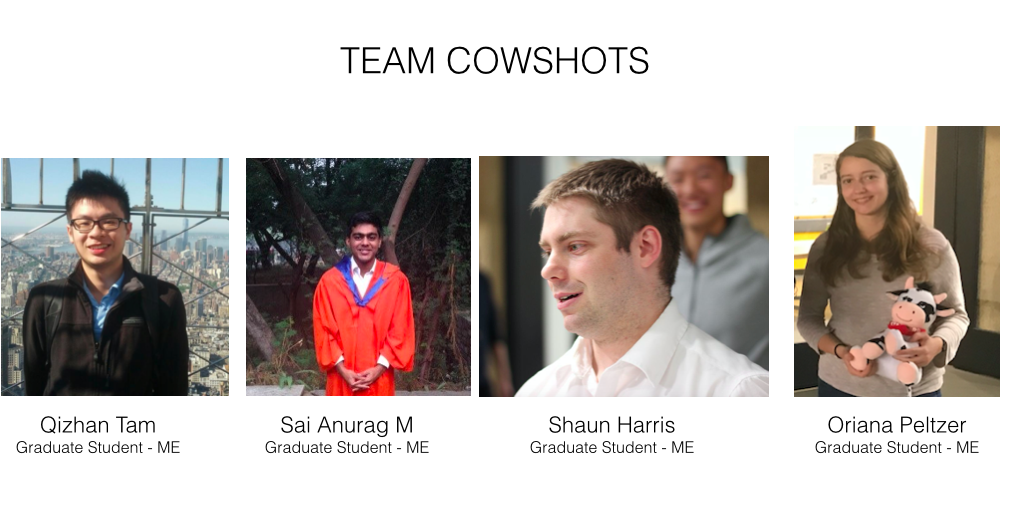 TEAM COWSHOTS
Qizhan Tam
Graduate Student - ME
Sai Anurag M
Graduate Student - ME
Shaun Harris
Graduate Student - ME
Oriana Peltzer
Graduate Student - ME